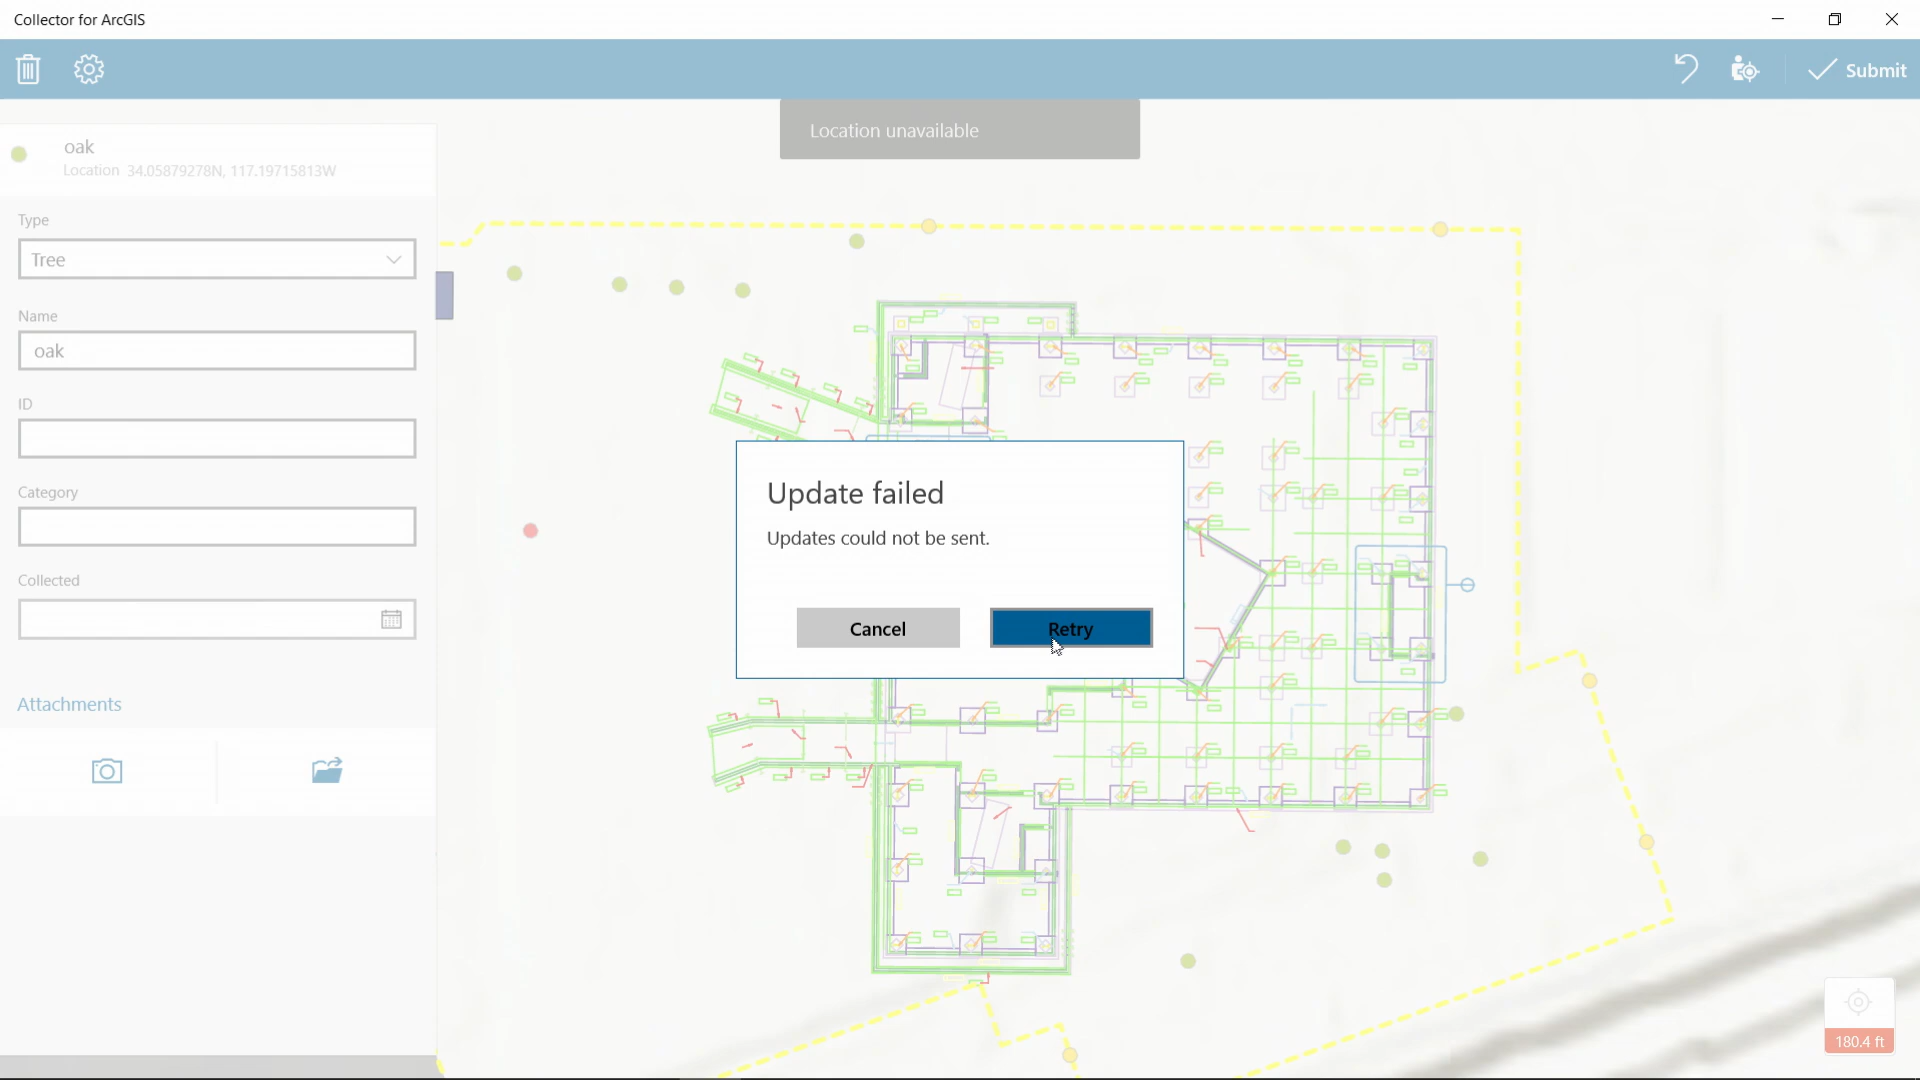 Collector for ArcGIS
Submit
Location unavailable
oak
Location 34.05879278N, 117.19715813W
Type
Tree
Name
oak
ID
Category
Collected
Attachments
Update failed
Updates could not be sent.
Cancel
Retry
180.4 ft